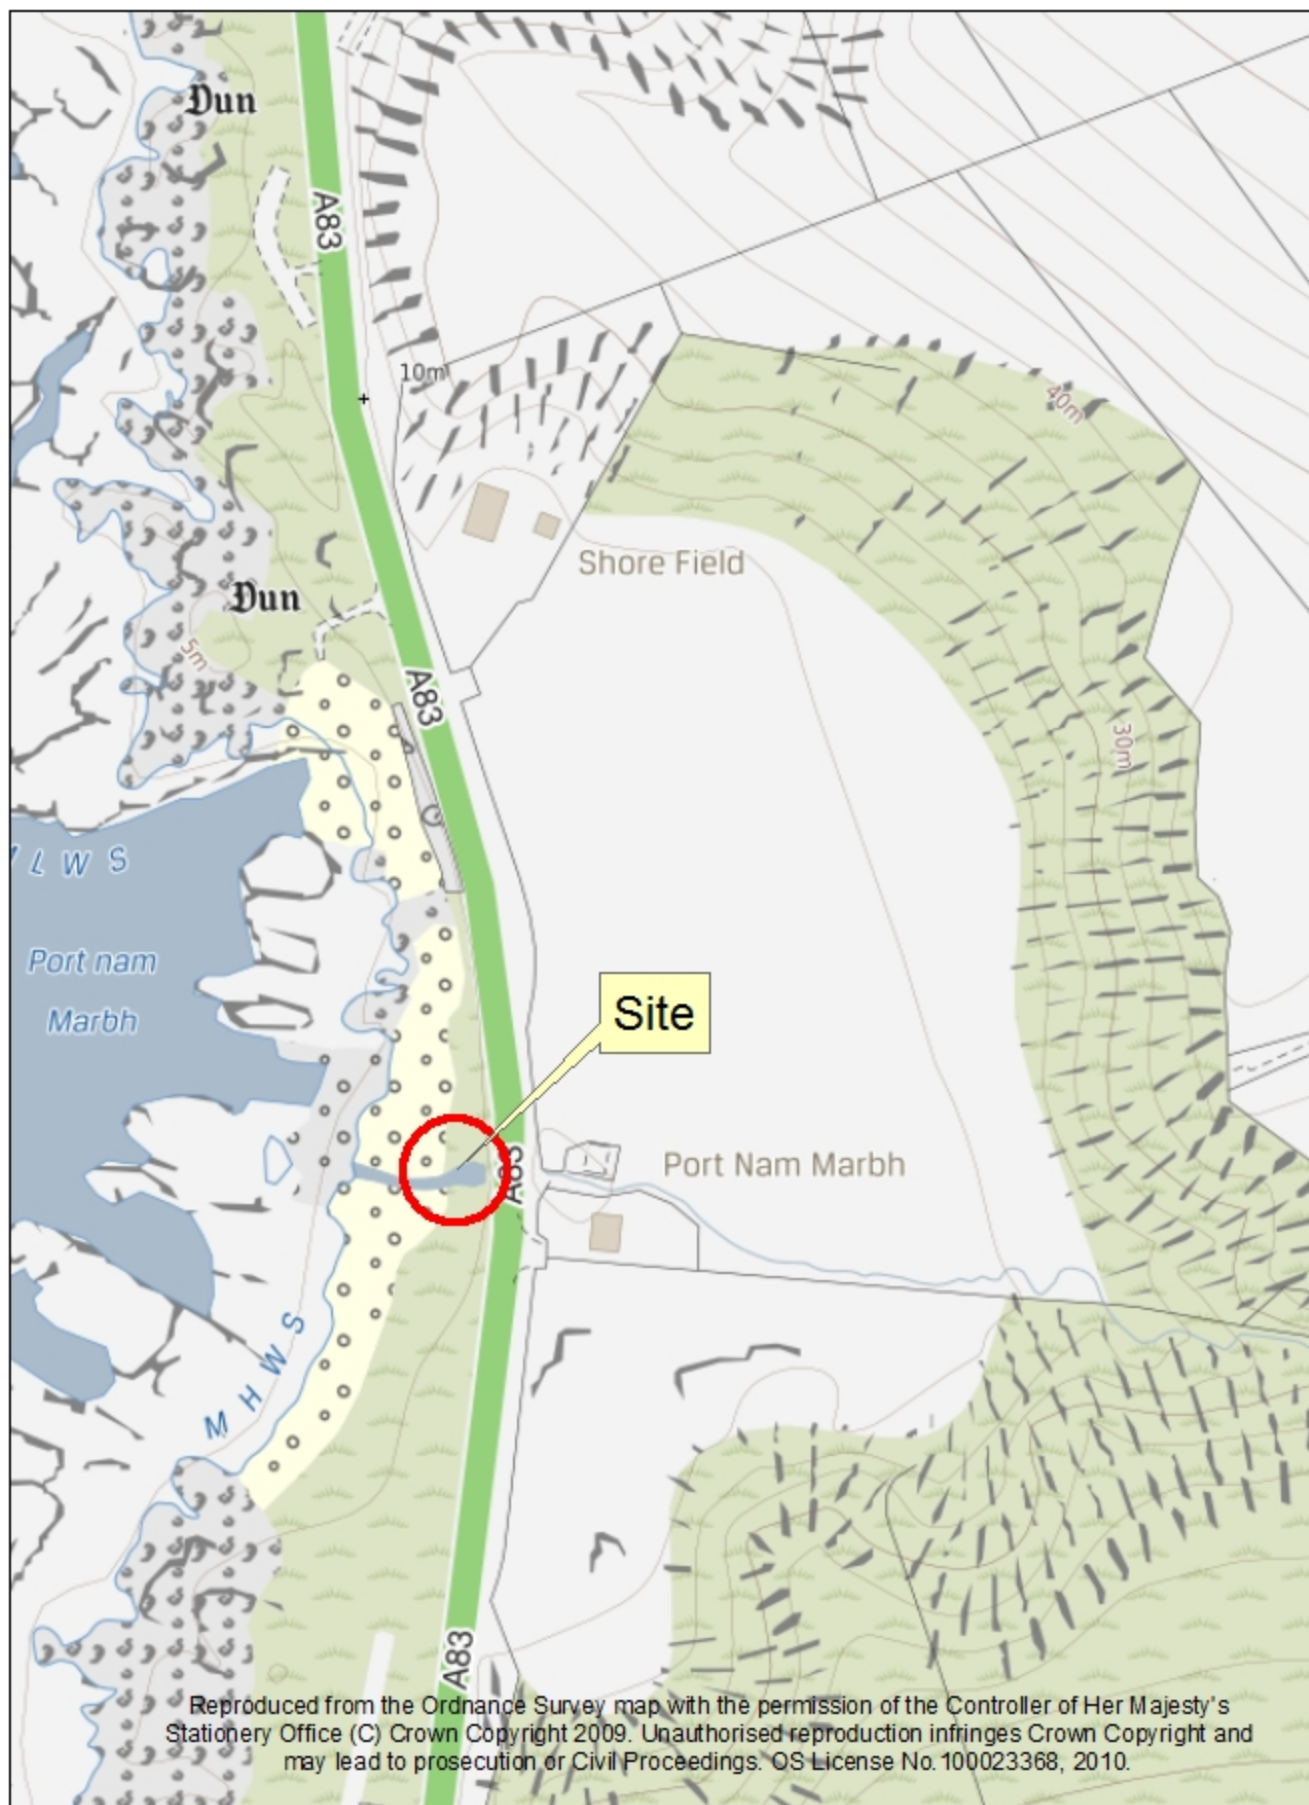 Dun
A83
10m
40m
Shore Field
Dun
5m
A83
30m
L W S
Port nam
Marbh
Site
A83
Port Nam Marbh
M H W S
A83
Reproduced from the Ordnance Survey map with the permission of the Controller of Her Majesty's
Stationery Office (C) Crown Copyright 2009. Unauthorised reproduction infringes Crown Copyright and
may lead to prosecution or Civil Proceedings. OS License No.100023368, 2010.